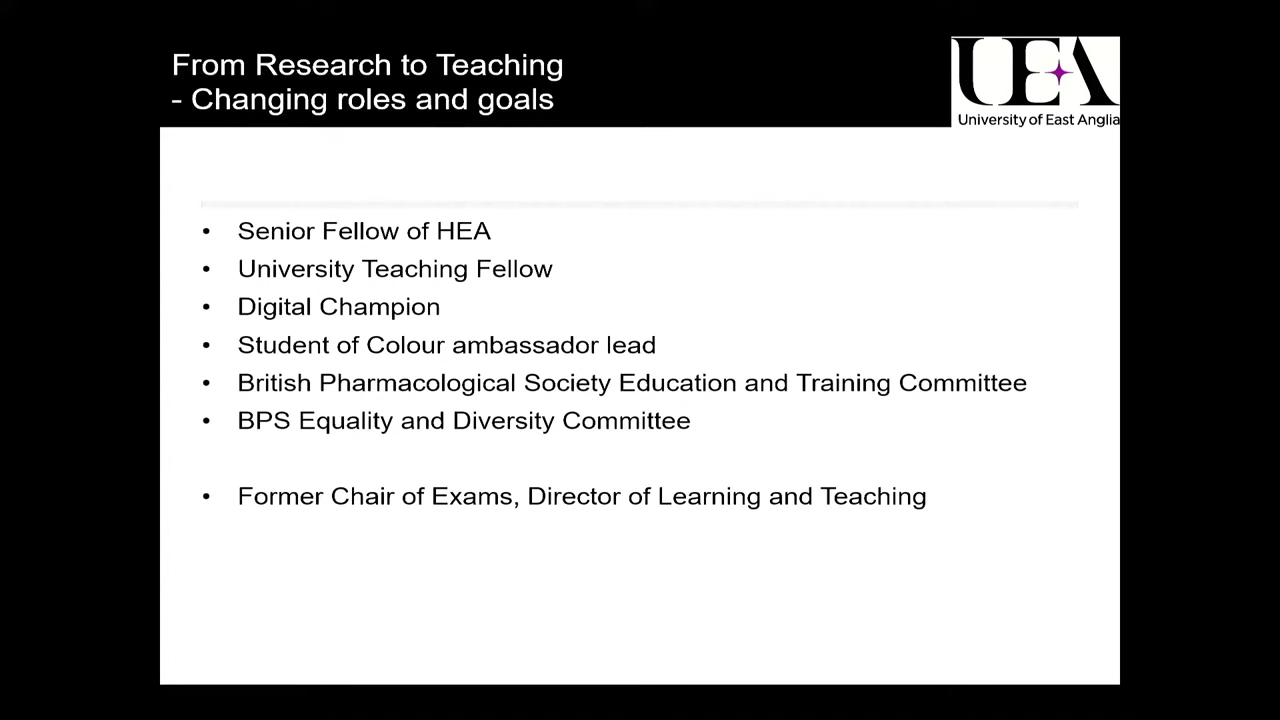 From Research to Teaching
- Changing roles and goals
UEA
University of East Anglia
• Senior Fellow of HEA
• University Teaching Fellow
• Digital Champion
• Student of Colour ambassador lead
• British Pharmacological Society Education and Training Committee
• BPS Equality and Diversity Committee
• Former Chair of Exams, Director of Learning and Teaching